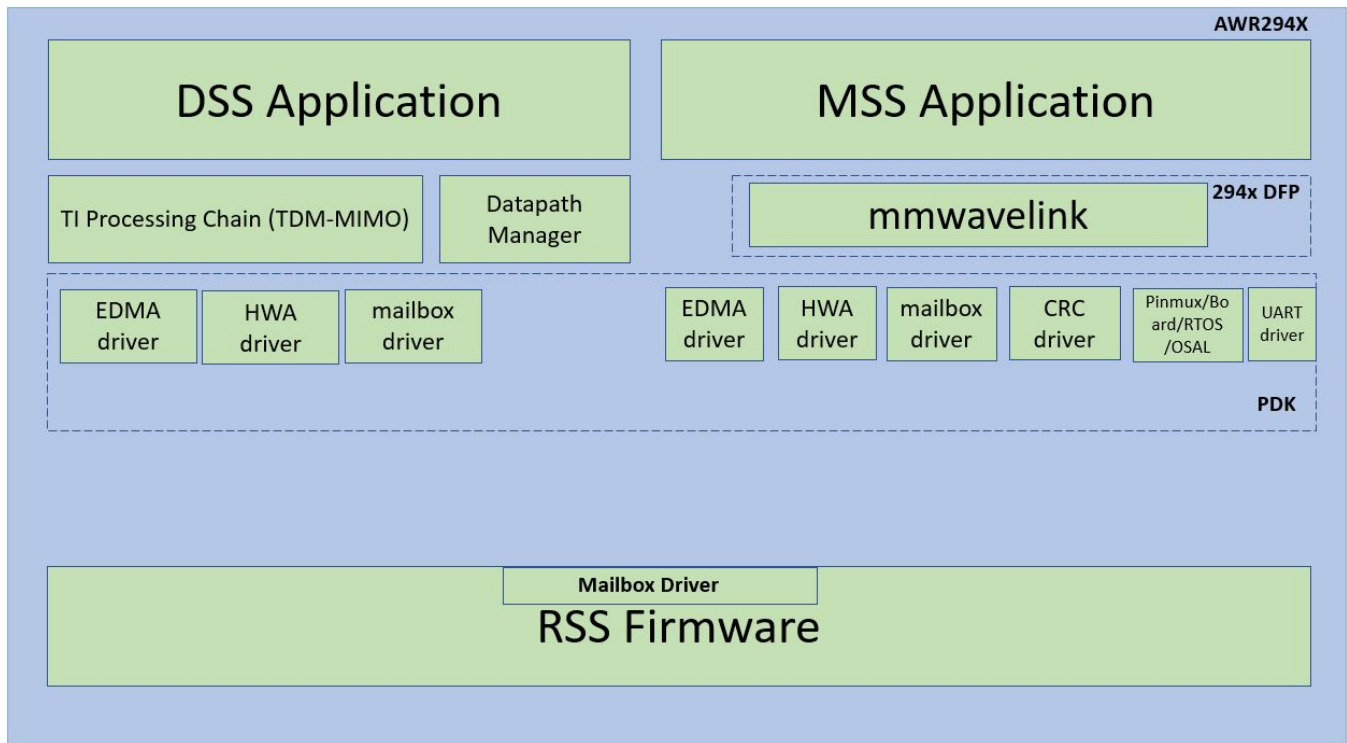 AWR294X
DSS Application
MSS Application
TI Processing Chain (TDM-MIMO)
Datapath
Manager
294x DFP
mmwavelink
EDMA
driver
HWA
driver
mailbox
driver
EDMA
driver
HWA
driver
mailbox
driver
CRC
driver
Pinmux/Bo
ard/RTOS
/OSAL
UART
driver
PDK
Mailbox Driver
RSS Firmware